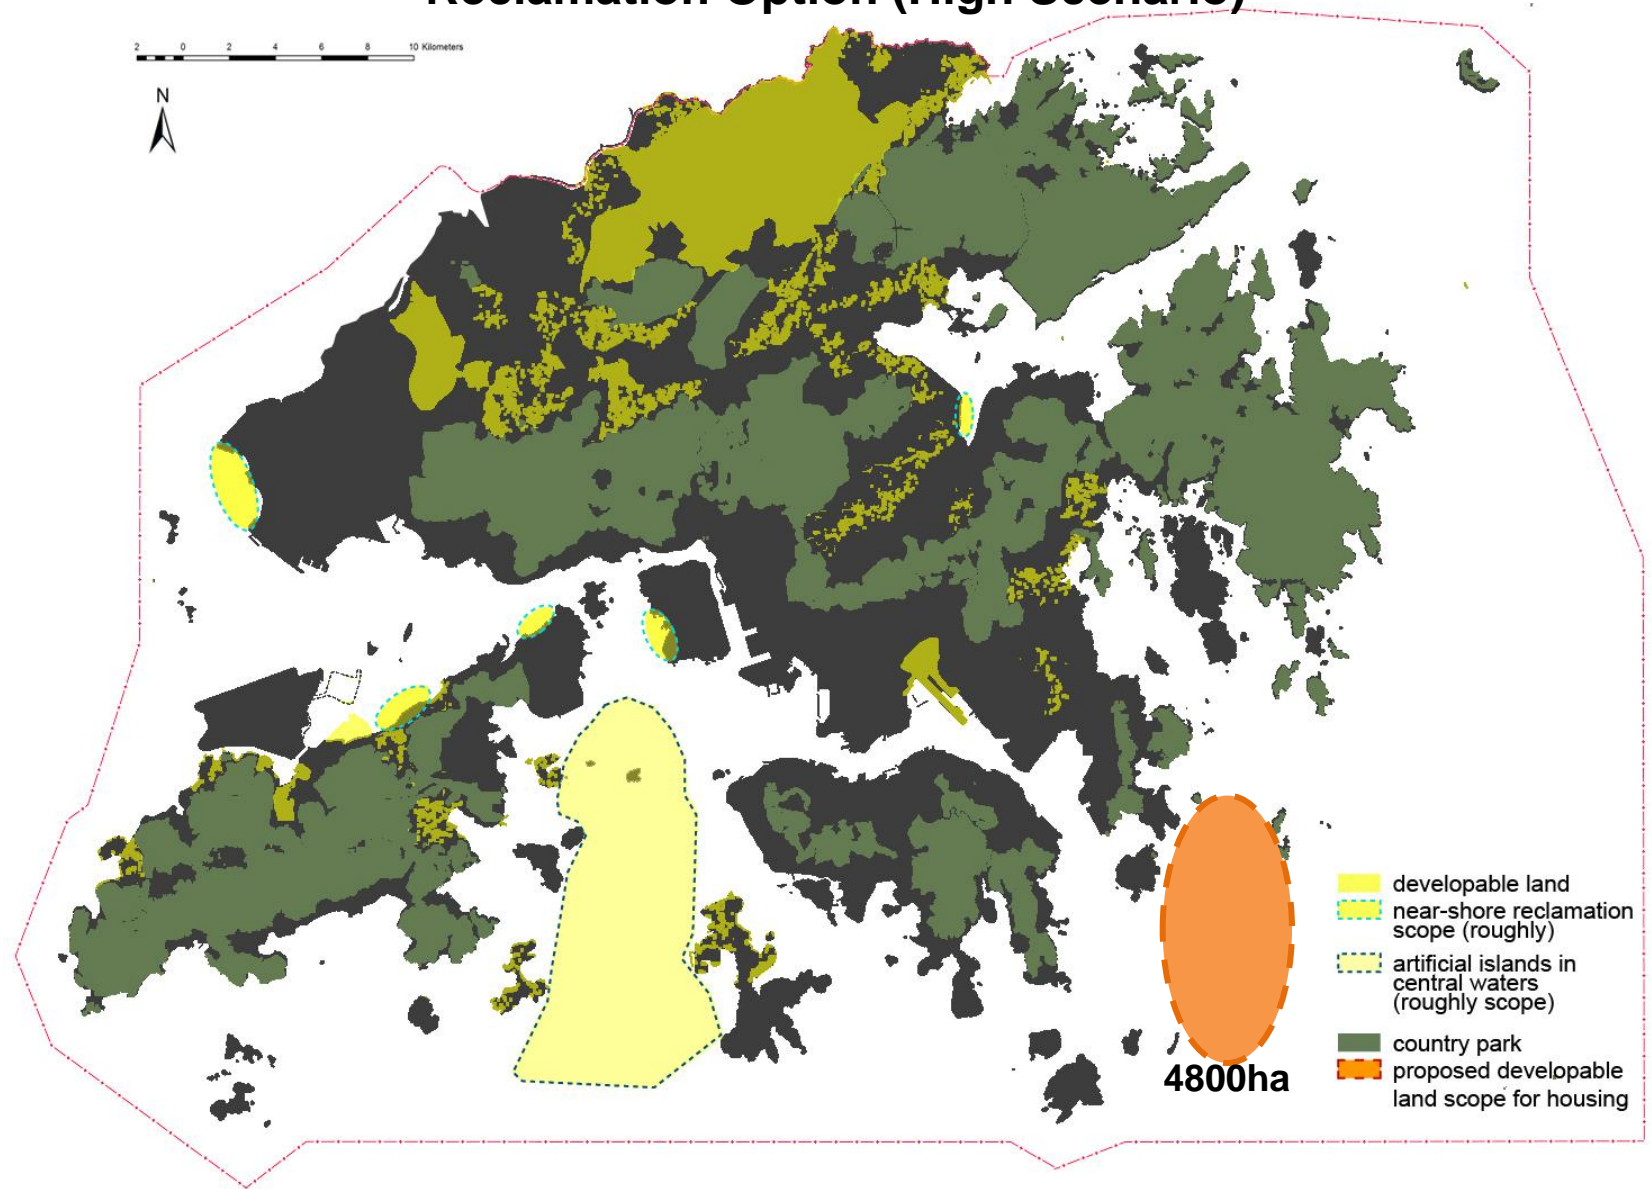 Reclamation Option (High Scenario)
2 0 2 4 6 8 10 Kilometers
N
developable land
near-shore reclamation
scope (roughly)
artificial islands in
central waters
(roughly scope)
country park
proposed developable
land scope for housing
4800ha